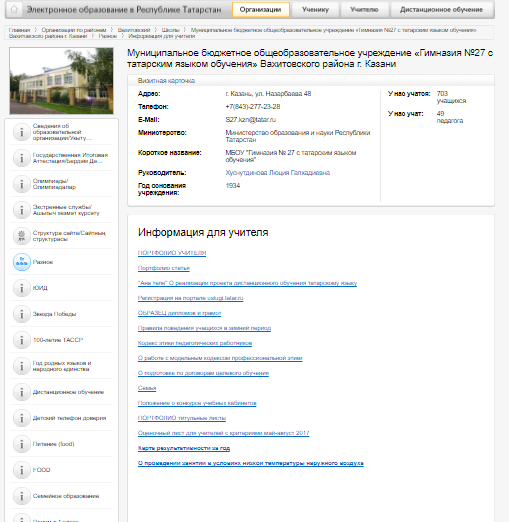 Электронное образование в Республике Татарстан
Организации
Ученику
Учителю
Дистанционное обучение
Главная
Организации по районам
Вахитовский
Школы
Муниципальное бюджетное общеобразовательное учреждение «Гимназия №27 с татарским языком обучения»
Вахитовского района г. Казани
Разное
Информация для учителя
Муниципальное бюджетное общеобразовательное учреждение «Гимназия №27 с
татарским языком обучения» Вахитовского района г. Казани
Визитная карточка
Адрес: г. Казань, ул. Назарбаева 48
Телефон: +7(843)-277-23-28
E-Mail: S27.kzn@tatar.ru
Министерство: Министерство образования и науки Республики
Татарстан
Короткое название: МБОУ "Гимназия № 27 с татарским языком
обучения"
Руководитель: Хуснутдинова Люция Галиадиевна
Год основания
учреждения: 1934
У нас учатся: 703
учащихся
У нас учат: 49
педагога
Сведения об
образовательной
организации/Укыту...
Государственная Итоговая
Аттестация/Бердәм Дә...
Олимпиады/
Олимпиадалар
Экстренные службы/
Ашыгыч хезмәт күрсәтү
Структура сайта/Сайтның
структурасы
Разное
ЮИД
Звезда Победы
100-летие ТАССР
Год родных языков и
народного единства
Дистанционное обучение
Детский телефон доверия
Питание (food)
FOOD
Семейное образование
Информация для учителя
ПОРТФОЛИО УЧИТЕЛЯ
Портфолио статья
"Ана теле" О реализации проекта дистанционного обучения татарскому языку
Регистрация на портале uslugi.tatar.ru
ОБРАЗЕЦ дипломов и грамот
Правила поведения учащихся в зимний период
Кодекс этики педагогических работников
О работе с модельным кодексом профессиональной этики
О подготовке по договорам целевого обучения
Семья
Положение о конкурсе учебных кабинетов
ПОРТФОЛИО титульные листы
Оценочный лист для учителей с критериями май-август 2017
Карта результативности за год
О проведении занятий в условиях низкой температуры наружного воздуха